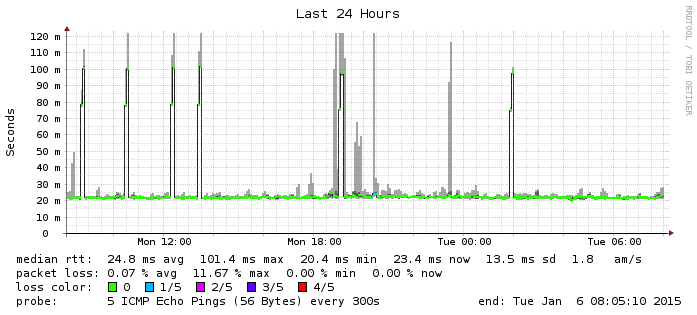 Last 24 Hours
RRDTOOL / TOBI OETIKER
Seconds
120 m
110 m
100 m
90 m
80 m
70 m
60 m
50 m
40 m
30 m
20 m
10 m
0
Mon 12:00 Mon 18:00 Tue 00:00 Tue 06:00
median rtt: 24.8 ms avg 101.4 ms max 20.4 ms min 23.4 ms now 13.5 ms sd 1.8 am/s
packet loss: 0.07 % avg 11.67 % max 0.00 % min 0.00 % now
loss color: 0 1/5 2/5 3/5 4/5
probe: 5 ICMP Echo Pings (56 Bytes) every 300s end: Tue Jan 6 08:05:10 2015